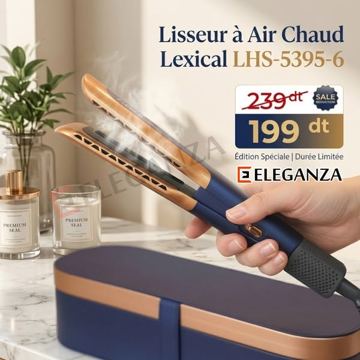 Lisseur à Air Chaud
Lexical LHS-5395-6
239dt
SALE
199 dt
Édition Spéciale | Durée Limitée
ELEGANZA
ELEGANZA
PREMIUM
SEAL
PREMIUM
SEAL